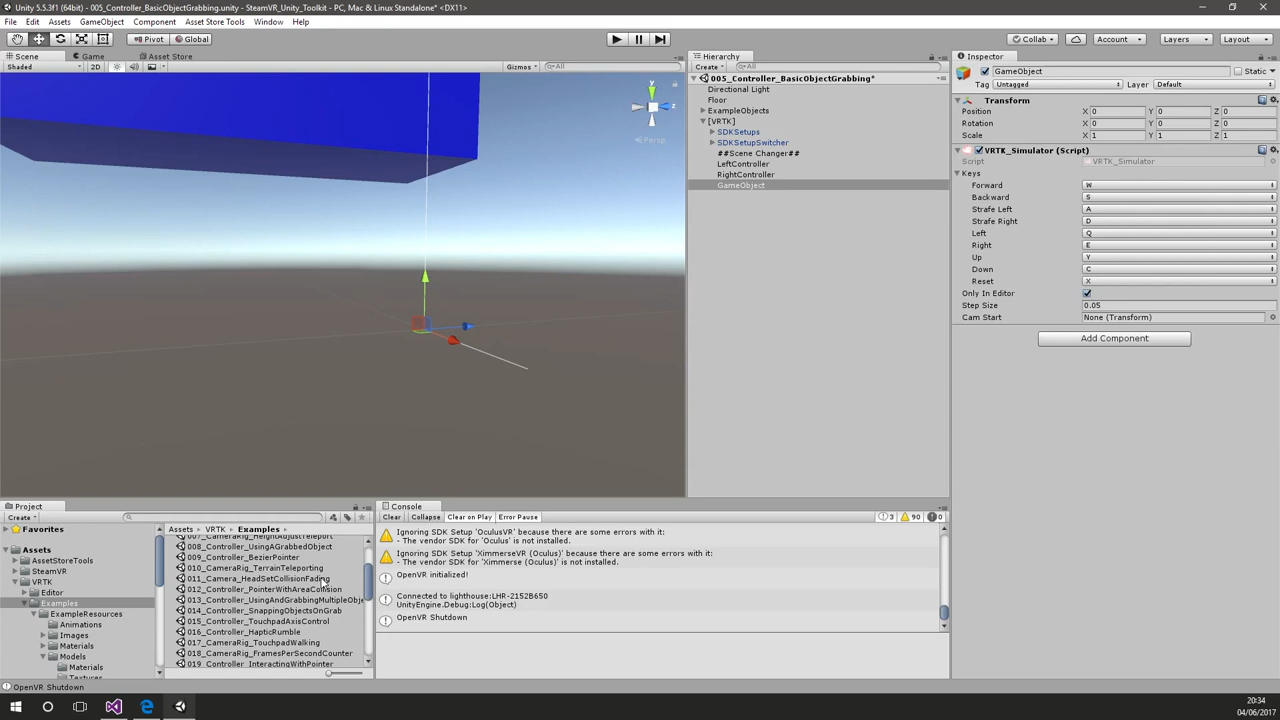 Unity 5.5.3f1 (64bit) - 005_Controller_BasicObjectGrabbing.unity - SteamVR_Unity_Toolkit - PC, Mac & Linux Standalone* <DX11>
File Edit Assets GameObject Component Asset Store Tools Window Help
Pivot Global Collab Account Layers Layout
Scene Game Asset Store
Shaded 2D Gizmos All
y
z
Persp
Hierarchy
Create All
005_Controller_BasicObjectGrabbing*
Directional Light
Floor
ExampleObjects
[VRTK]
SDKSetups
SDKSetupSwitcher
##Scene Changer##
LeftController
RightController
GameObject
Inspector
GameObject Static
Tag Untagged Layer Default
Transform
Position X 0 Y 0 Z 0
Rotation X 0 Y 0 Z 0
Scale X 1 Y 1 Z 1
VRTK_Simulator (Script)
Script VRTK_Simulator
Keys
Forward W
Backward S
Strafe Left A
Strafe Right D
Left Q
Right E
Up Y
Down C
Reset X
Only In Editor
Step Size 0.05
Cam Start None (Transform)
Add Component
Project
Create
Favorites
Assets
AssetStoreTools
SteamVR
VRTK
Editor
Examples
ExampleResources
Animations
Images
Materials
Models
Materials
Textures
Assets VRTK Examples
007_CameraRig_HeightAdjustTeleport
008_Controller_UsingAGrabbedObject
009_Controller_BezierPointer
010_CameraRig_TerrainTeleporting
011_Camera_HeadSetCollisionFading
012_Controller_PointerWithAreaCollision
013_Controller_UsingAndGrabbingMultipleObje
014_Controller_SnappingObjectsOnGrab
015_Controller_TouchpadAxisControl
016_Controller_HapticRumble
017_CameraRig_TouchpadWalking
018_CameraRig_FramesPerSecondCounter
019_Controller_InteractingWithPointer
Console
Clear Collapse Clear on Play Error Pause 3 90 0
Ignoring SDK Setup 'OculusVR' because there are some errors with it:
- The vendor SDK for 'Oculus' is not installed.
Ignoring SDK Setup 'XimmerseVR (Oculus)' because there are some errors with it:
- The vendor SDK for 'Ximmerse (Oculus)' is not installed.
OpenVR initialized!
Connected to lighthouse:LHR-2152B650
UnityEngine.Debug:Log(Object)
OpenVR Shutdown
OpenVR Shutdown
20:34
04/06/2017